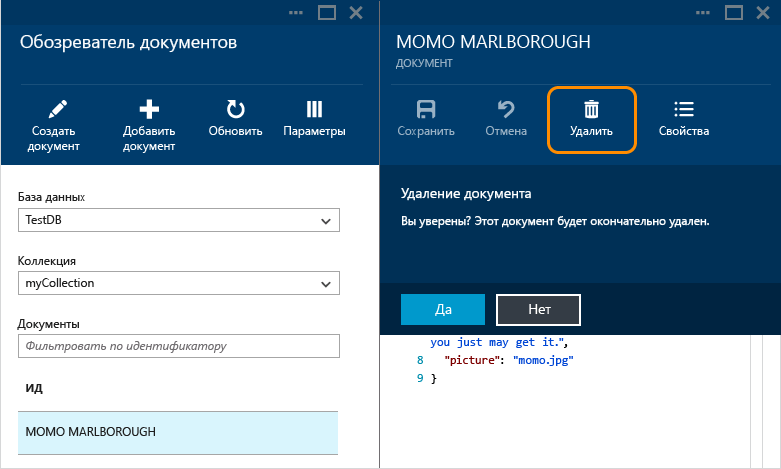 Обозреватель документов
Создать
документ
Добавить
документ
Обновить
Параметры
База данных
TestDB
Коллекция
myCollection
Документы
Фильтровать по идентификатору
ИД
MOMO MARLBOROUGH
MOMO MARLBOROUGH
ДОКУМЕНТ
Сохранить
Отмена
Удалить
Свойства
Удаление документа
Вы уверены? Этот документ будет окончательно удален.
Да
Нет
you just may get it.",
8 "picture": "momo.jpg"
9 }